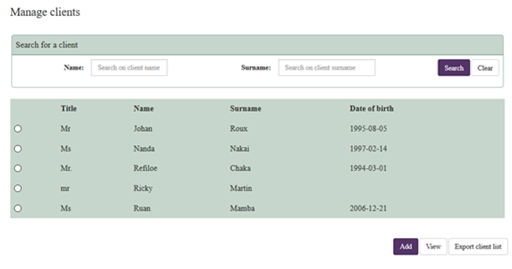 Manage clients
Search for a client
Name: Search on client name Surname: Search on client surname Search Clear
Title Name Surname Date of birth
Mr Johan Roux 1995-08-05
Ms Nanda Nakai 1997-02-14
Mr. Refiloe Chaka 1994-03-01
mr Ricky Martin
Ms Ruan Mamba 2006-12-21
Add View Export client list